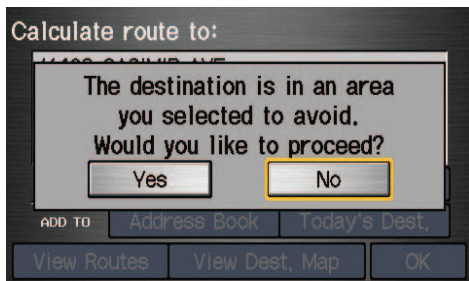 Calculate route to:
The destination is in an area
you selected to avoid.
Would you like to proceed?
Yes No
ADD TO Address Book Today's Dest.
View Routes View Dest. Map OK